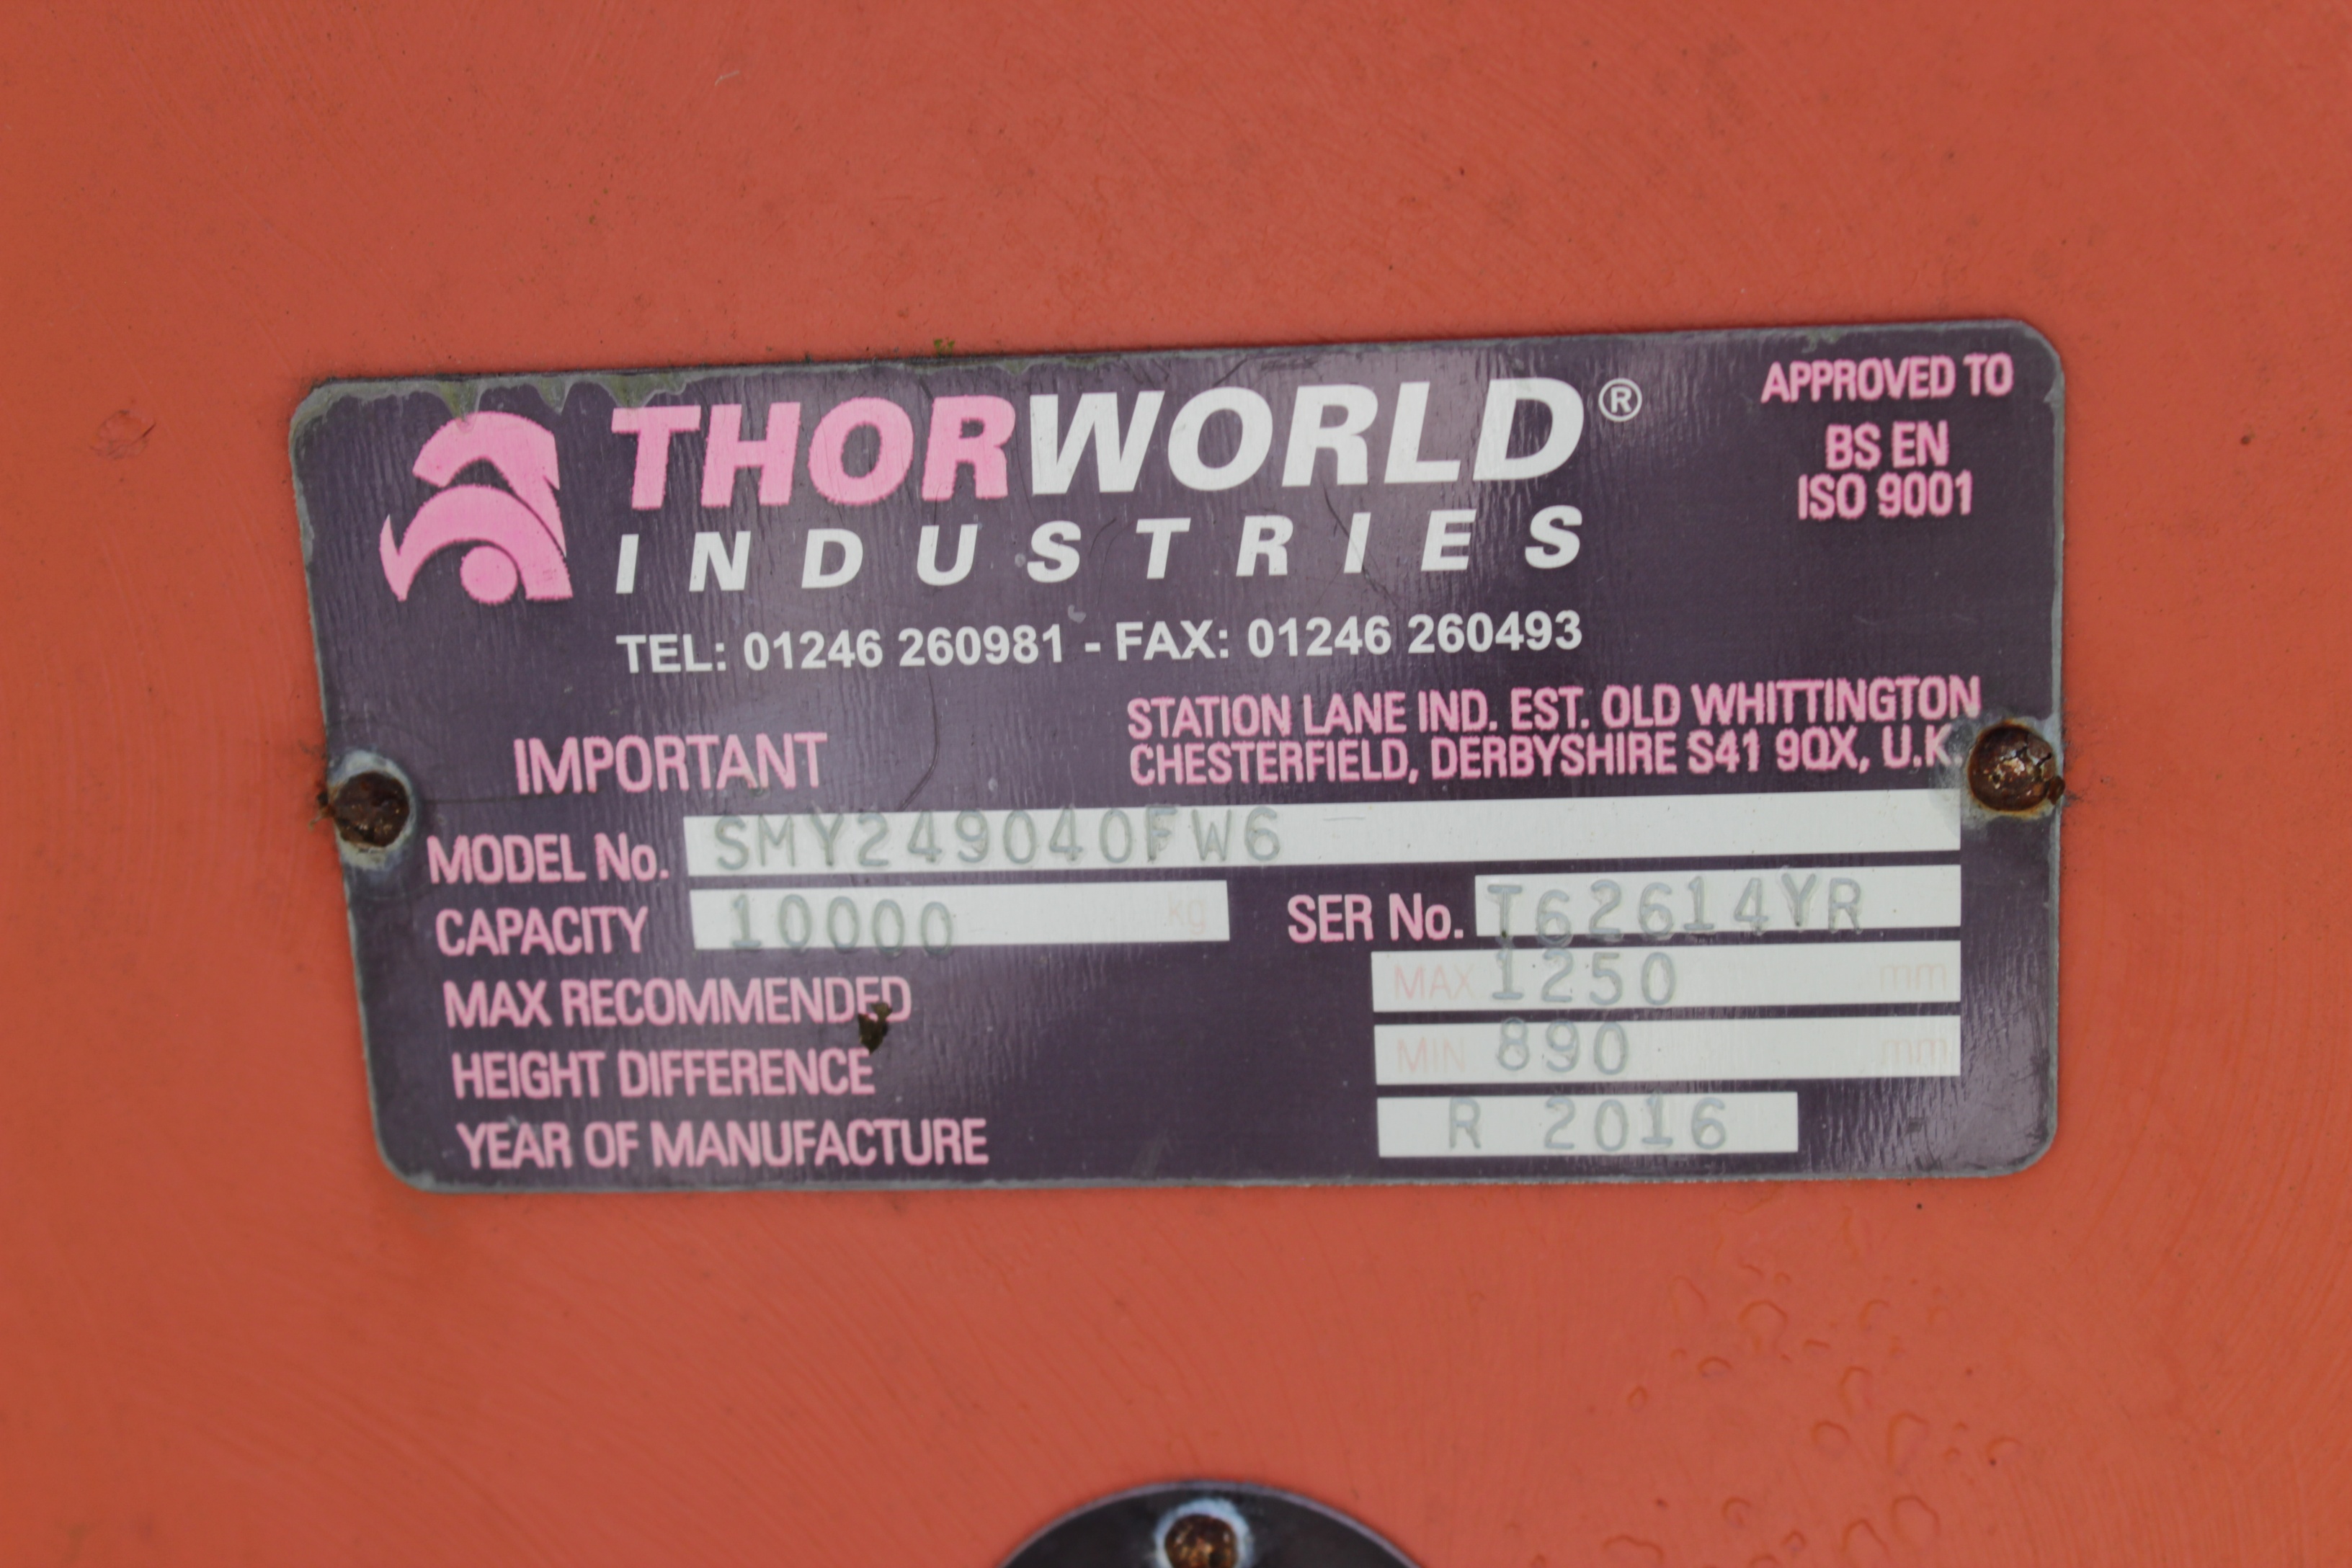 THORWORLD®
INDUSTRIES
APPROVED TO
BS EN
ISO 9001
TEL: 01246 260981 - FAX: 01246 260493
STATION LANE IND. EST. OLD WHITTINGTON
CHESTERFIELD, DERBYSHIRE S41 9QX, U.K.
IMPORTANT
MODEL No. SMY249040FW6
CAPACITY 10000 kg SER No. T62614YR
MAX RECOMMENDED MAX 1250 mm
HEIGHT DIFFERENCE MIN 890 mm
YEAR OF MANUFACTURE R 2016